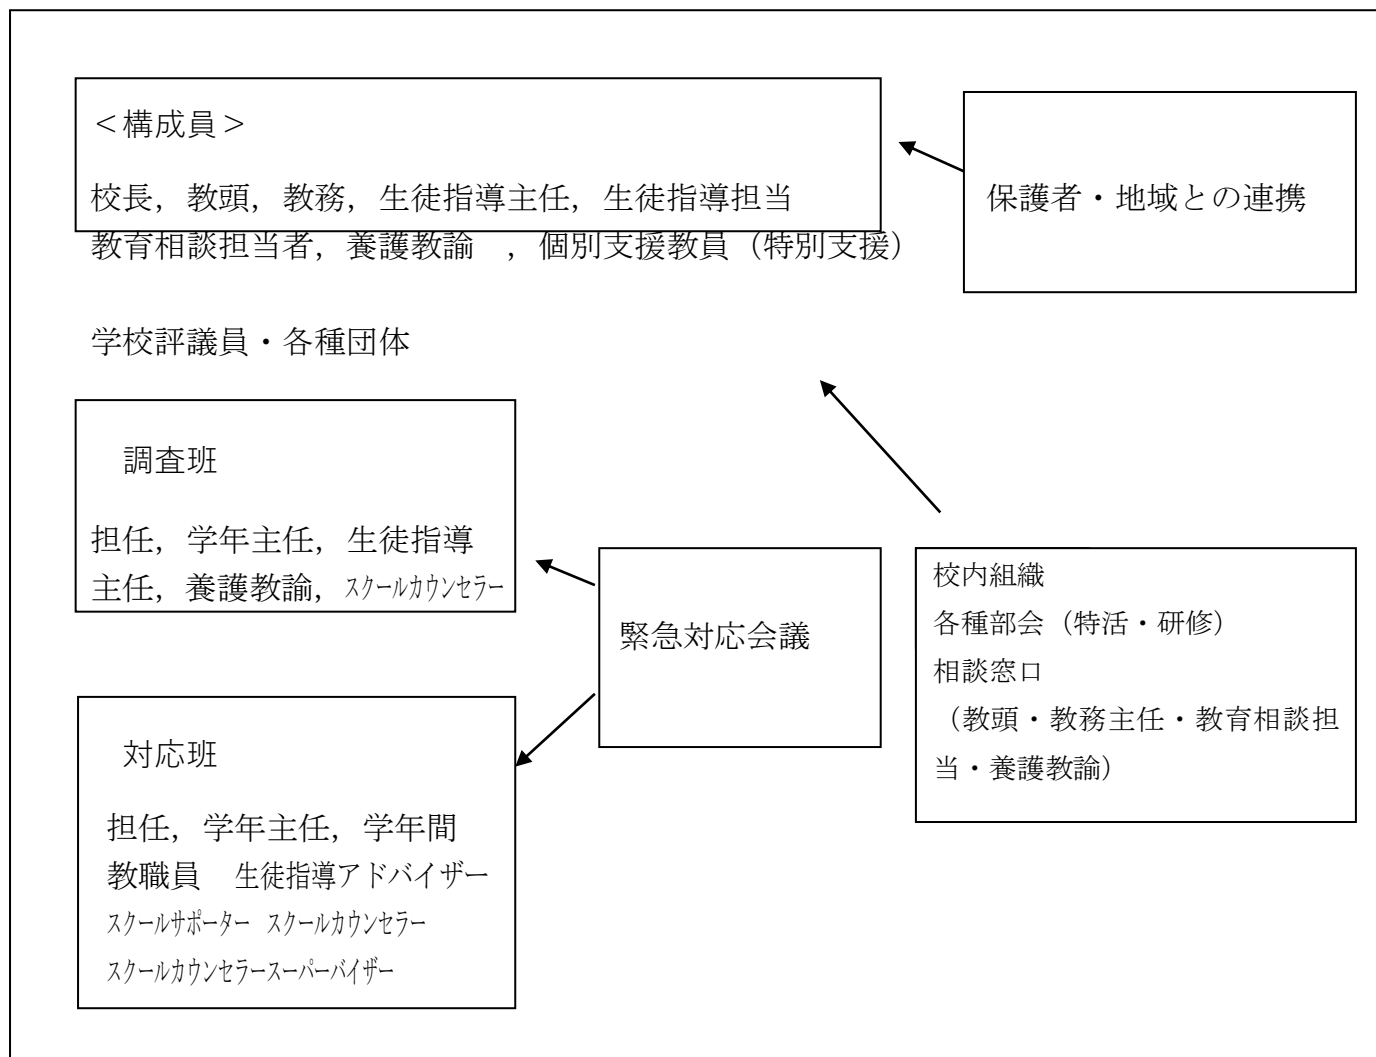 ＜構成員＞
校長，教頭，教務，生徒指導主任，生徒指導担当
教育相談担当者，養護教諭　，個別支援教員（特別支援）
学校評議員・各種団体
保護者・地域との連携
調査班
担任，学年主任，生徒指導
主任，養護教諭，スクールカウンセラー
緊急対応会議
校内組織
各種部会（特活・研修）
相談窓口
（教頭・教務主任・教育相談担
当・養護教諭）
対応班
担任，学年主任，学年間
教職員　生徒指導アドバイザー
スクールサポーター　スクールカウンセラー
スクールカウンセラースーパーバイザー